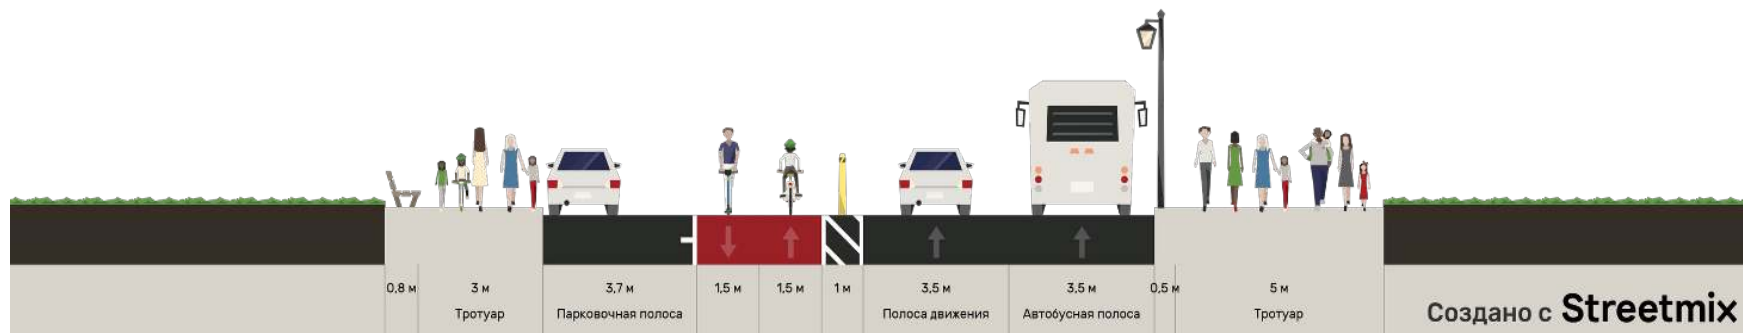 0,8 м 3 м 3,7 м 1,5 м 1,5 м 1 м 3,5 м 3,5 м 0,5 м 5 м
Тротуар Парковочная полоса Полоса движения Автобусная полоса Тротуар
Создано с Streetmix